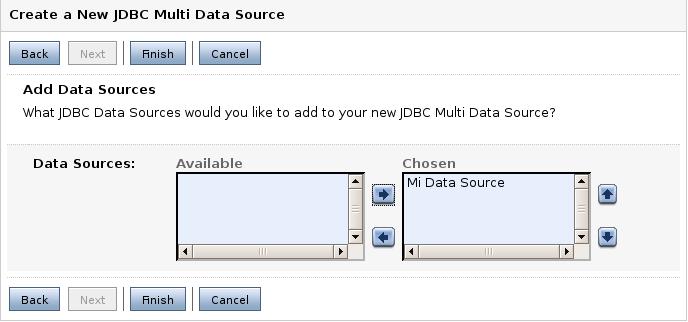 Create a New JDBC Multi Data Source
Back Next Finish Cancel
Add Data Sources
What JDBC Data Sources would you like to add to your new JDBC Multi Data Source?
Data Sources: Available Chosen
Mi Data Source
Back Next Finish Cancel